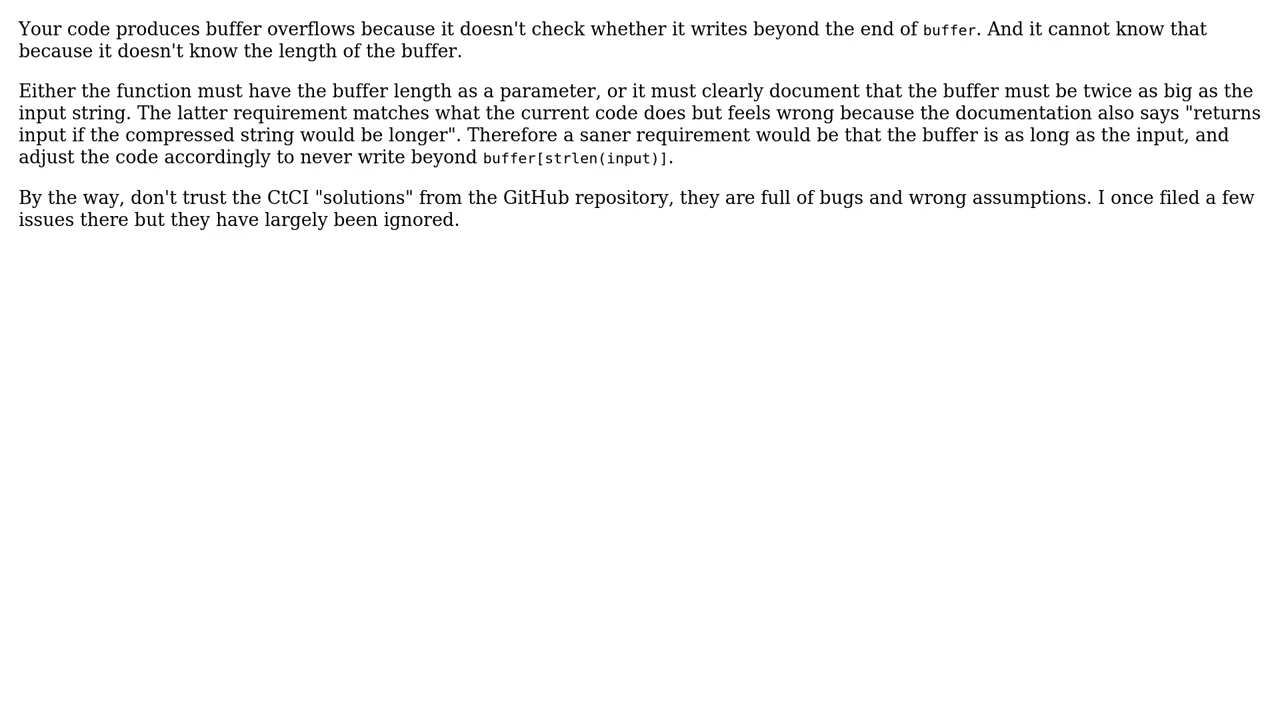 Your code produces buffer overflows because it doesn't check whether it writes beyond the end of buffer. And it cannot know that
because it doesn't know the length of the buffer.
Either the function must have the buffer length as a parameter, or it must clearly document that the buffer must be twice as big as the
input string. The latter requirement matches what the current code does but feels wrong because the documentation also says "returns
input if the compressed string would be longer". Therefore a saner requirement would be that the buffer is as long as the input, and
adjust the code accordingly to never write beyond buffer[strlen(input)].
By the way, don't trust the CtCI "solutions" from the GitHub repository, they are full of bugs and wrong assumptions. I once filed a few
issues there but they have largely been ignored.